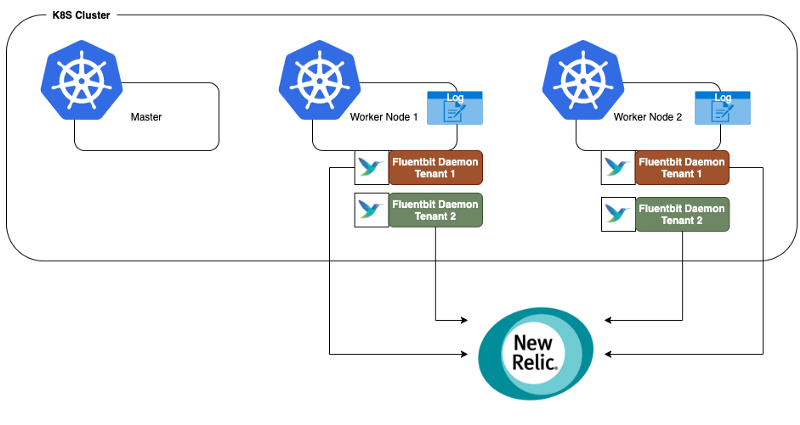 K8S Cluster
Master
Worker Node 1
Log
Fluentbit Daemon
Tenant 1
Fluentbit Daemon
Tenant 2
Worker Node 2
Log
Fluentbit Daemon
Tenant 1
Fluentbit Daemon
Tenant 2
New
Relic.